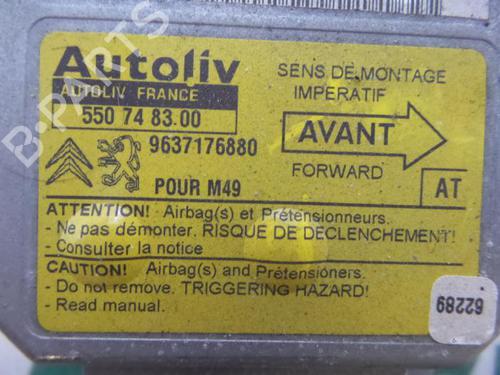 B-PARTS
Autoliv
AUTOLIV FRANCE
550 74 83.00
9637176880
POUR M49
SENS DE MONTAGE
IMPERATIF
AVANT
FORWARD
AT
ATTENTION! Airbag(s) et Prétensionneurs.
- Ne pas démonter. RISQUE DE DECLENCHEMENT!
- Consulter la notice
CAUTION! Airbag(s) and Prétensioners.
- Do not remove. TRIGGERING HAZARD!
- Read manual.
62289